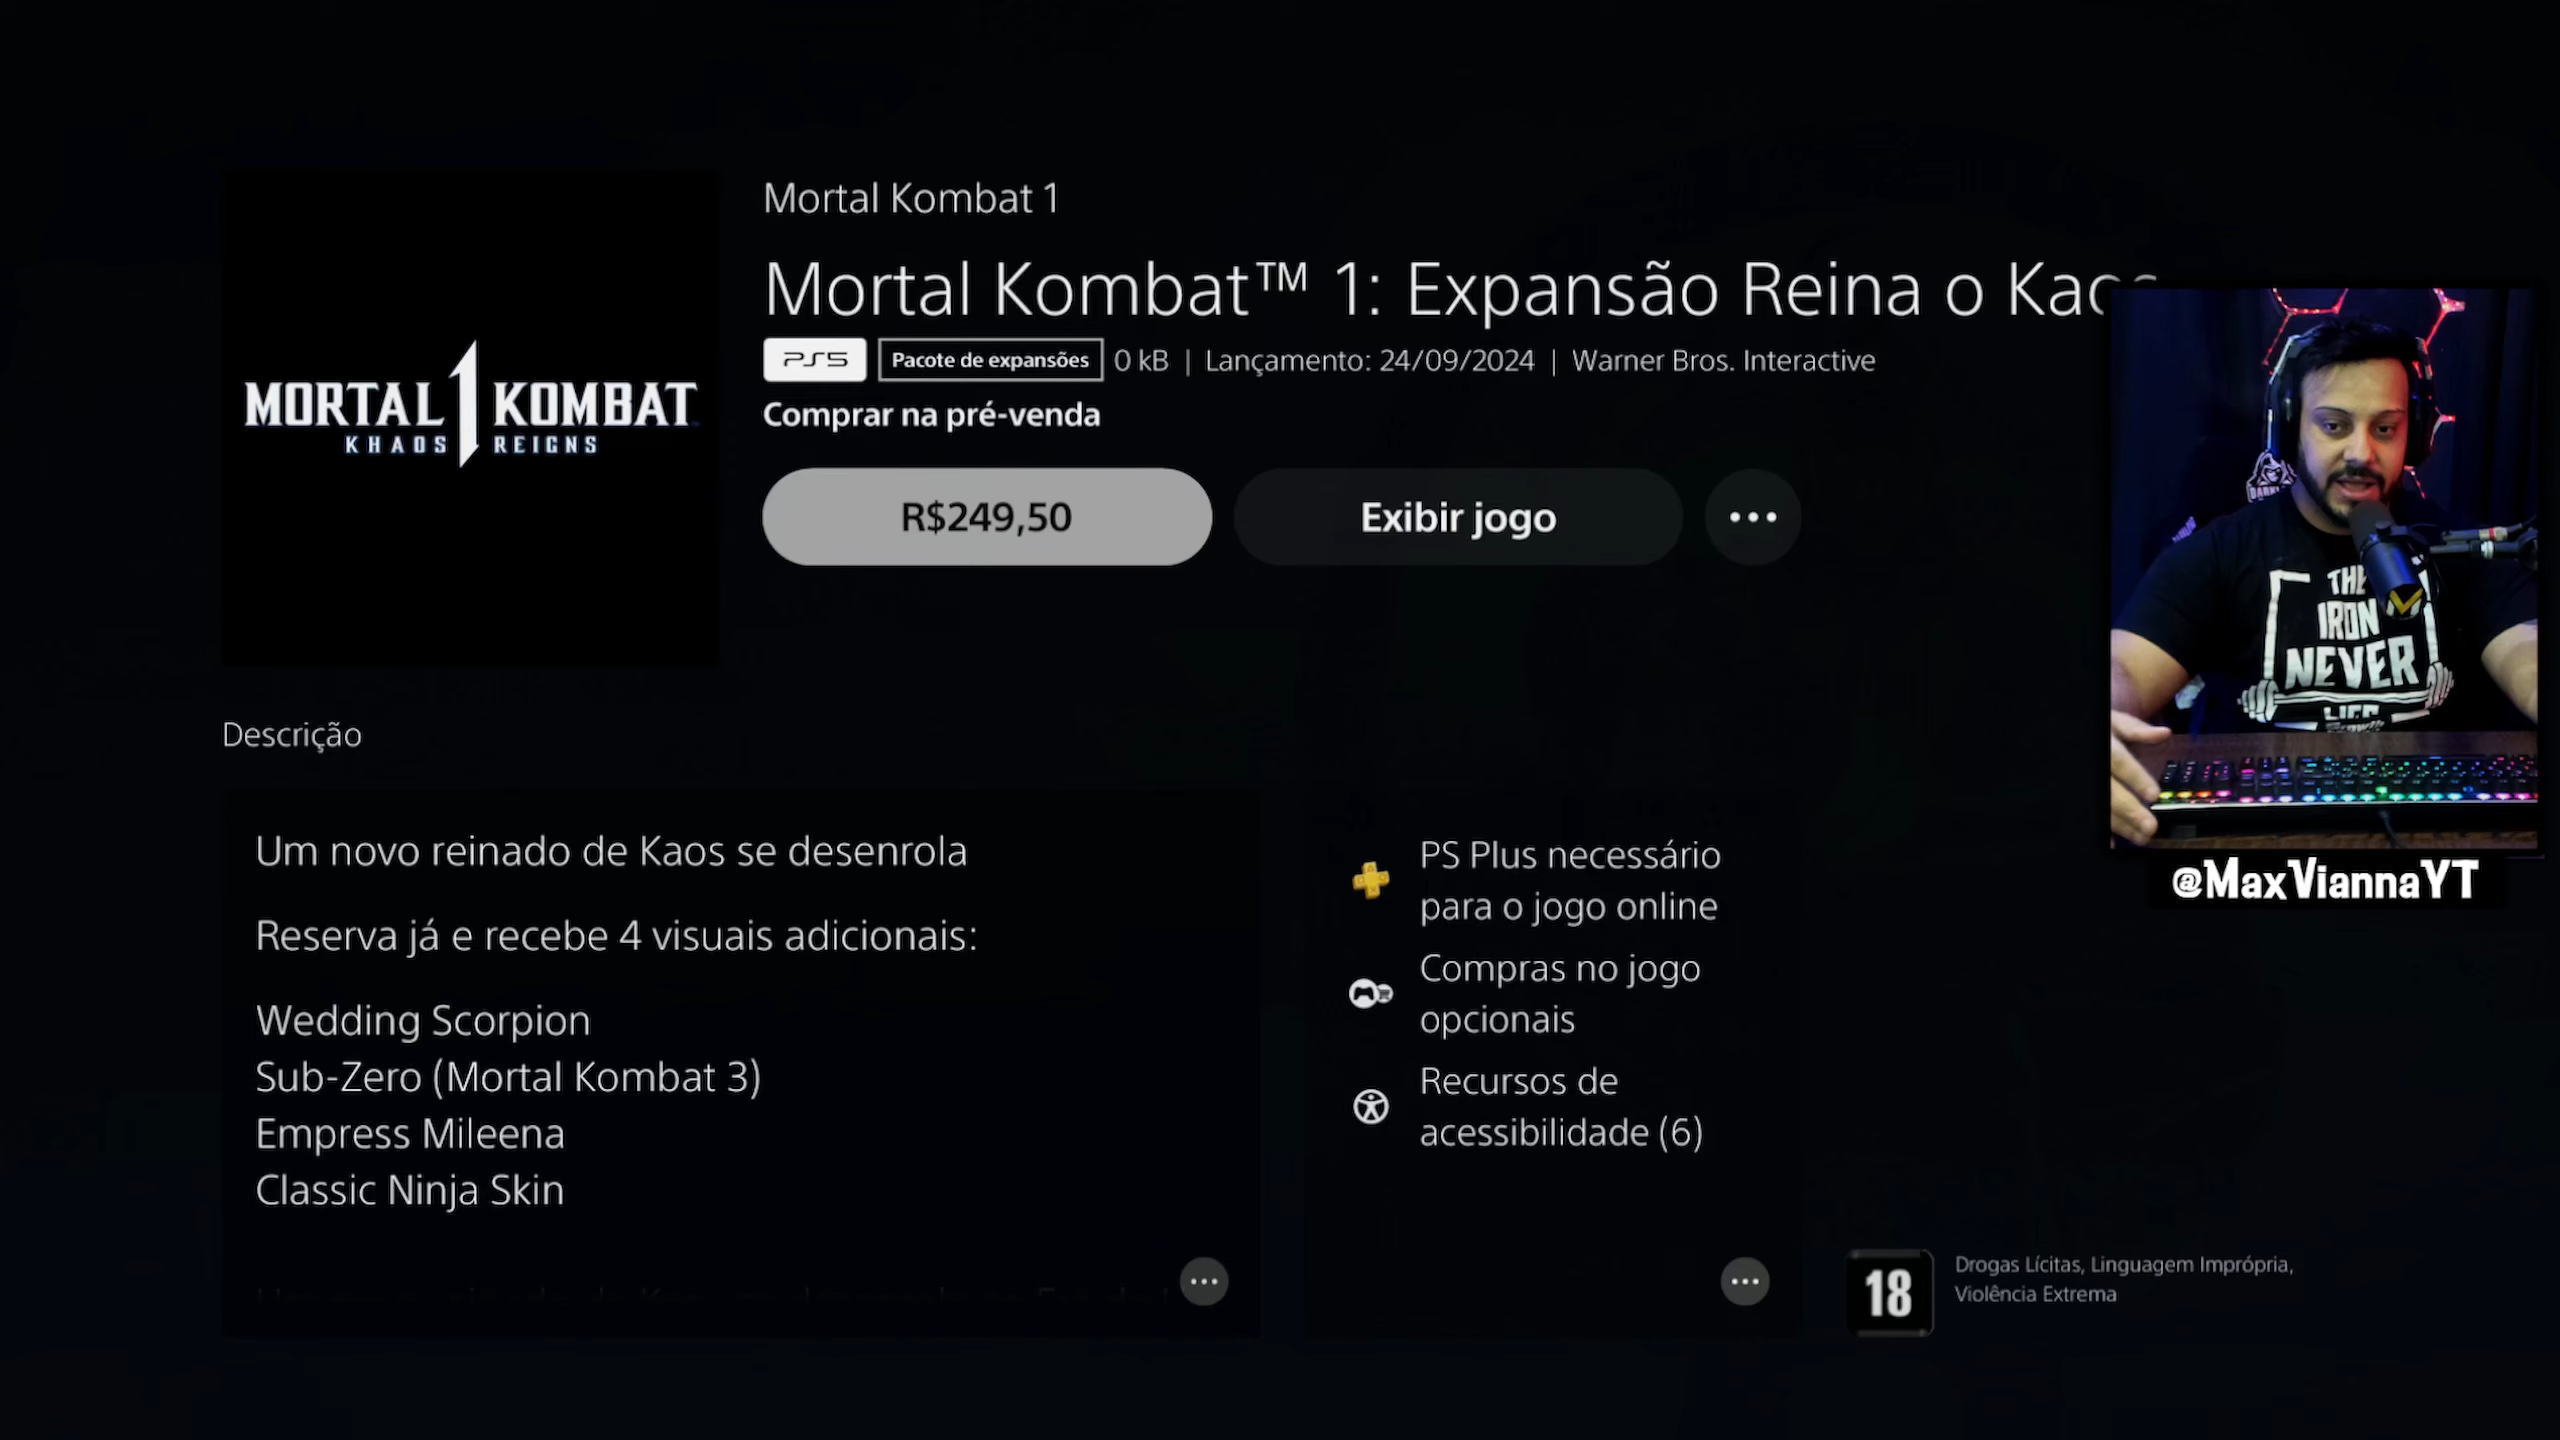 Mortal Kombat 1
Mortal Kombat™ 1: Expansão Reina o Kaos
PS5 Pacote de expansões 0 kB | Lançamento: 24/09/2024 | Warner Bros. Interactive
Comprar na pré-venda
R$249,50
Exibir jogo
MORTAL 1 KOMBAT
KHAOS REIGNS
THE
IRON
NEVER
@MaxViannaYT
Descrição
Um novo reinado de Kaos se desenrola
Reserva já e recebe 4 visuais adicionais:
Wedding Scorpion
Sub-Zero (Mortal Kombat 3)
Empress Mileena
Classic Ninja Skin
PS Plus necessário
para o jogo online
Compras no jogo
opcionais
Recursos de
acessibilidade (6)
18
Drogas Lícitas, Linguagem Imprópria,
Violência Extrema